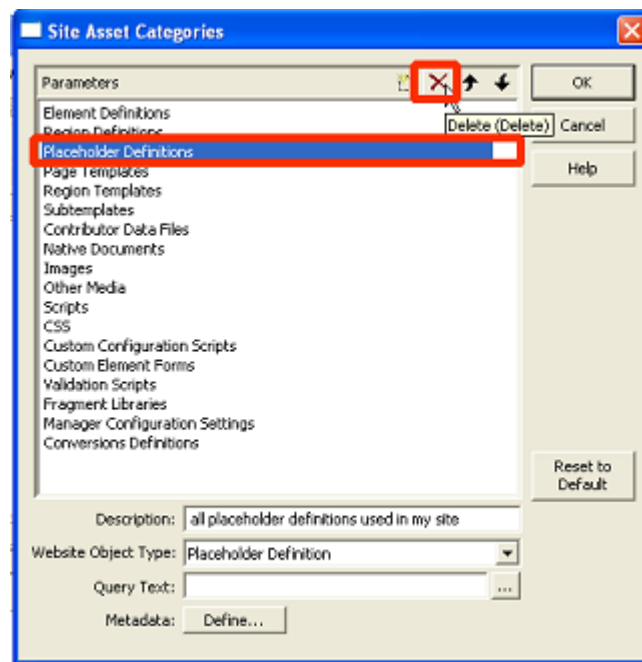 Site Asset Categories
Parameters
OK
Element Definitions
Region Definitions
Delete (Delete)
Cancel
Placeholder Definitions
Page Templates
Help
Region Templates
Subtemplates
Contributor Data Files
Native Documents
Images
Other Media
Scripts
CSS
Custom Configuration Scripts
Custom Element Forms
Validation Scripts
Fragment Libraries
Manager Configuration Settings
Conversions Definitions
Reset to
Default
Description: all placeholder definitions used in my site
Website Object Type: Placeholder Definition
Query Text: ...
Metadata: Define...